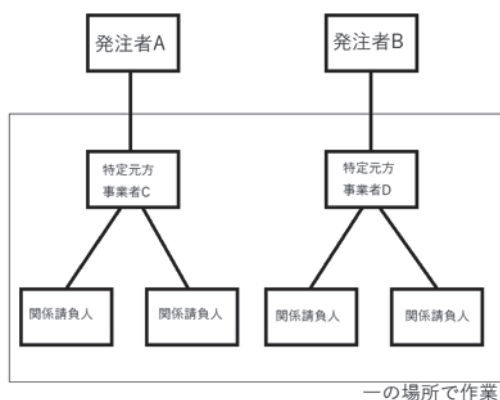 発注者A
発注者B
特定元方
事業者C
特定元方
事業者D
関係請負人
関係請負人
関係請負人
関係請負人
一の場所で作業